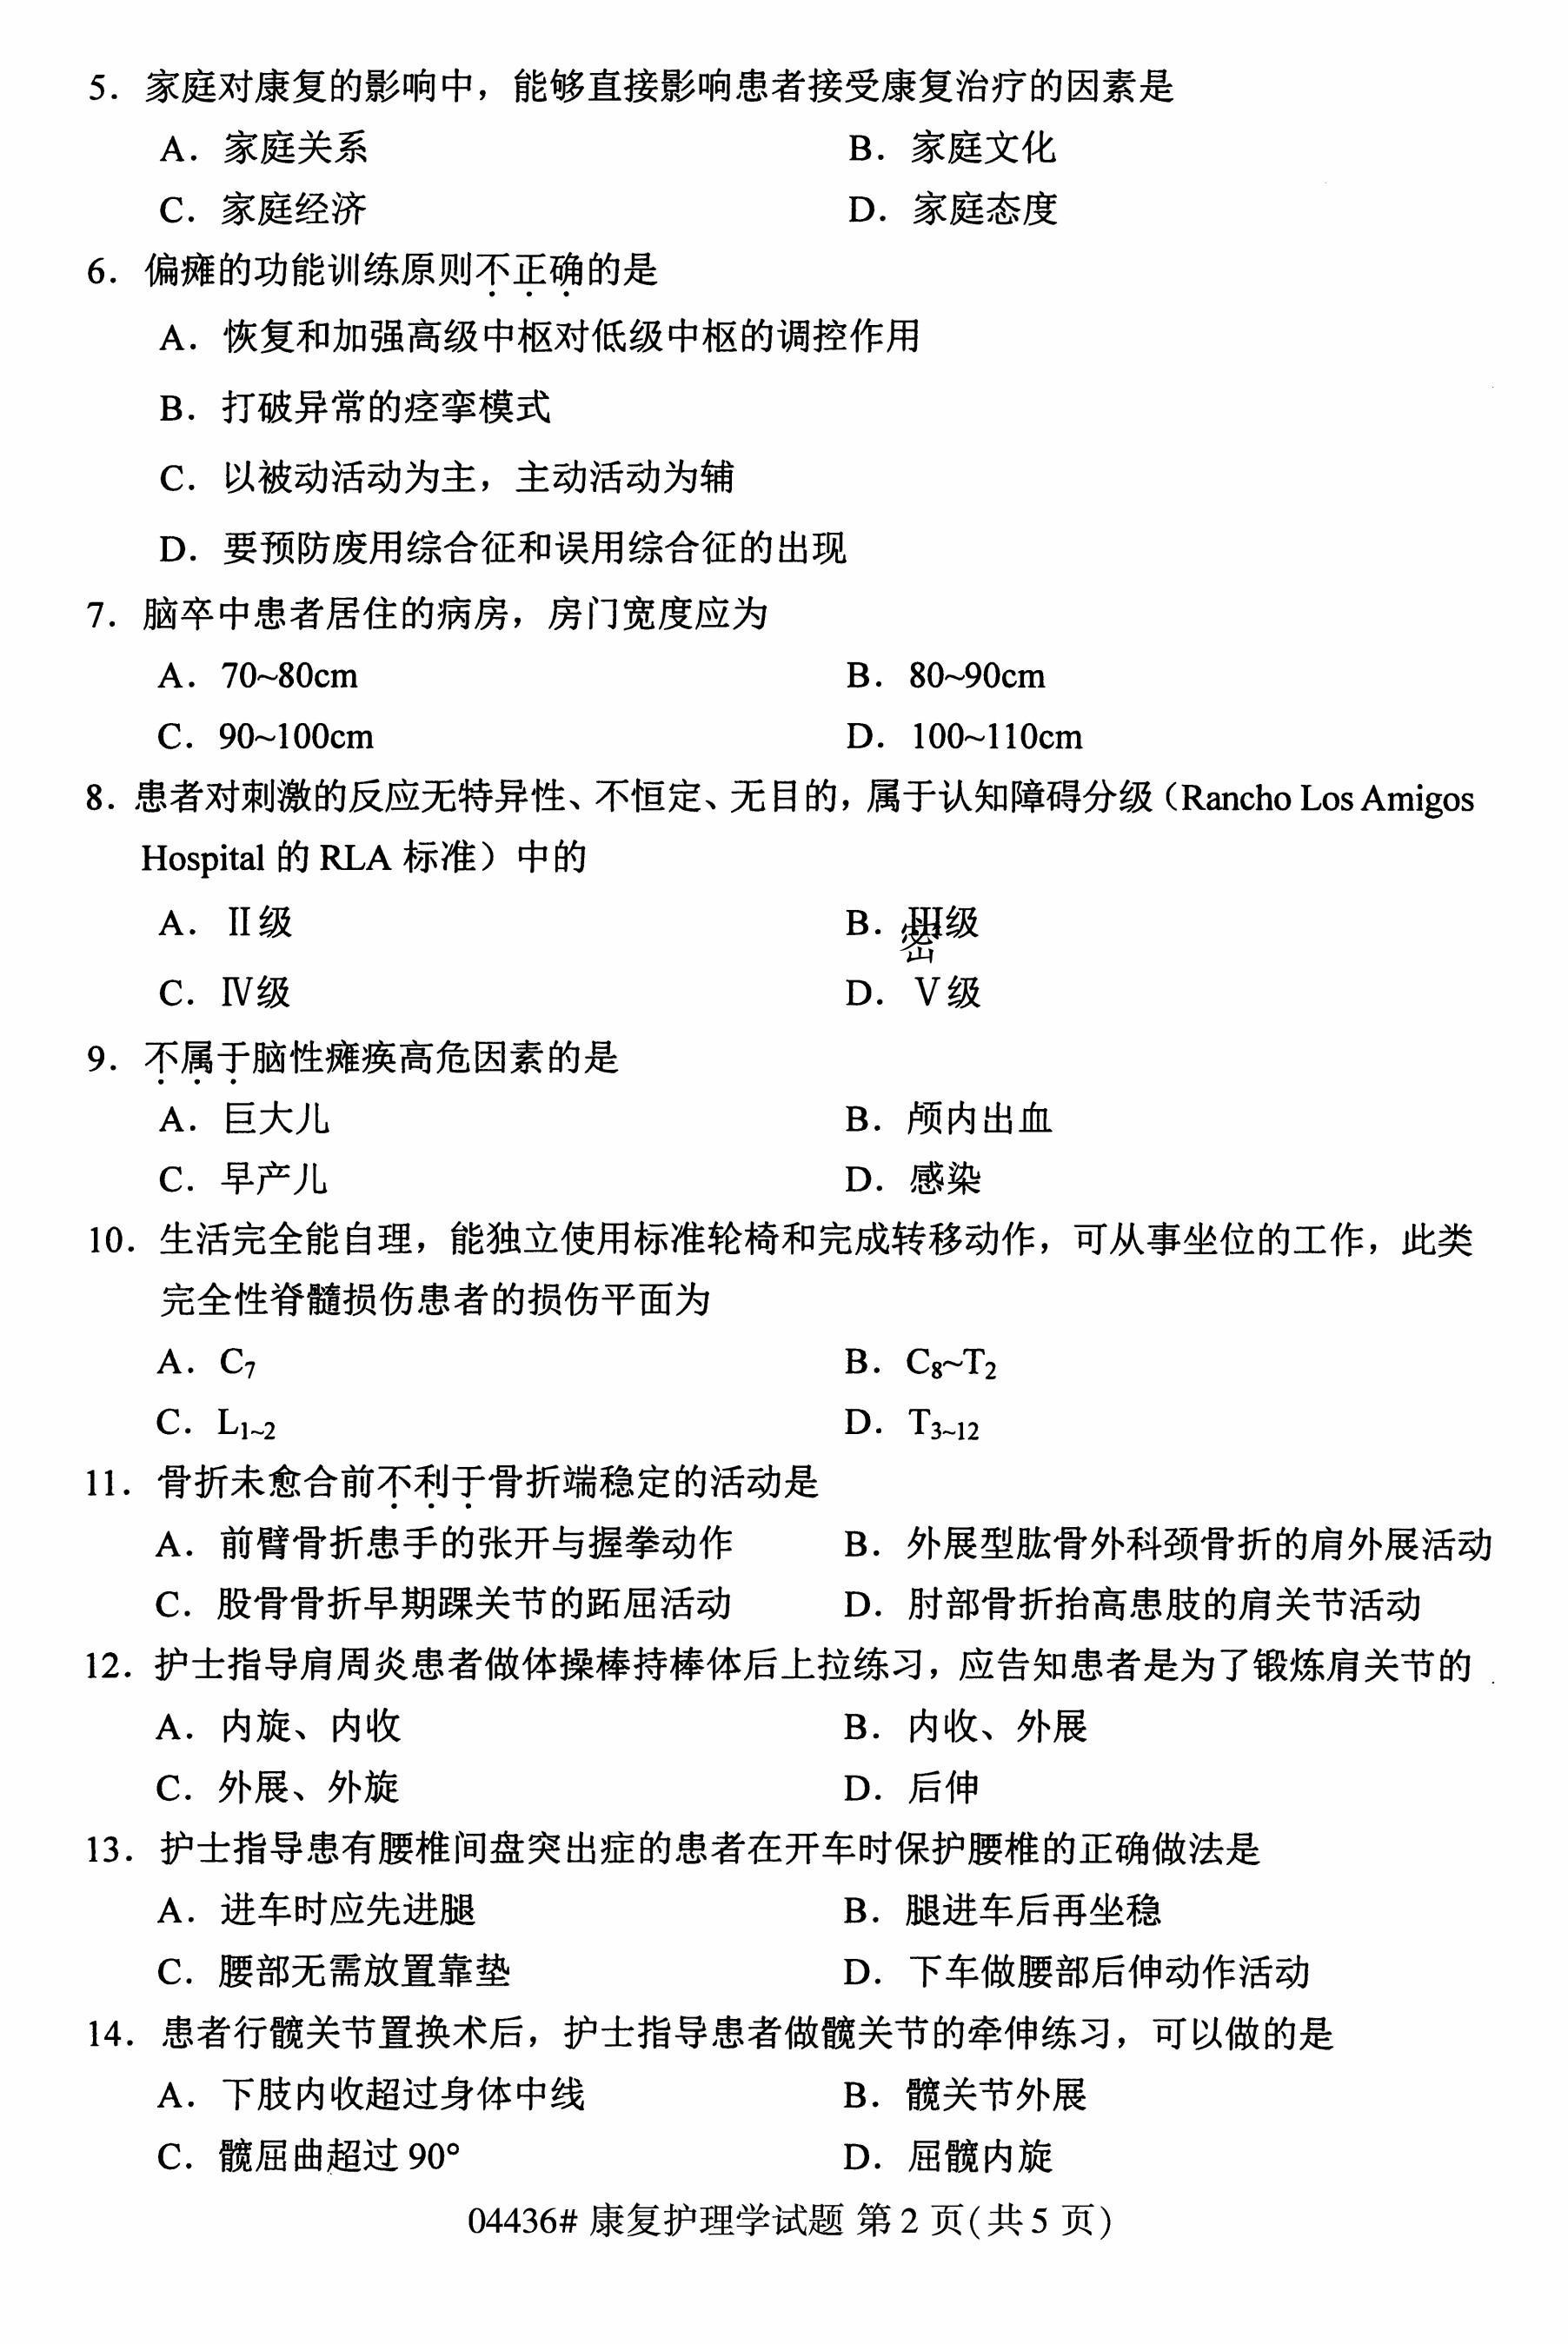 5. 家庭对康复的影响中，能够直接影响患者接受康复治疗的因素是
A. 家庭关系 B. 家庭文化
C. 家庭经济 D. 家庭态度
6. 偏瘫的功能训练原则不正确的是
A. 恢复和加强高级中枢对低级中枢的调控作用
B. 打破异常的痉挛模式
C. 以被动活动为主，主动活动为辅
D. 要预防废用综合征和误用综合征的出现
7. 脑卒中患者居住的病房，房门宽度应为
A. 70~80cm B. 80~90cm
C. 90~100cm D. 100~110cm
8. 患者对刺激的反应无特异性、不恒定、无目的，属于认知障碍分级（Rancho Los Amigos
Hospital 的 RLA 标准）中的
A. Ⅱ级 B. Ⅲ级
密
C. Ⅳ级 D. Ⅴ级
9. 不属于脑性瘫痪高危因素的是
A. 巨大儿 B. 颅内出血
C. 早产儿 D. 感染
10. 生活完全能自理，能独立使用标准轮椅和完成转移动作，可从事坐位的工作，此类
完全性脊髓损伤患者的损伤平面为
A. C₇ B. C₈~T₂
C. L₁~₂ D. T₃~₁₂
11. 骨折未愈合前不利于骨折端稳定的活动是
A. 前臂骨折患手的张开与握拳动作 B. 外展型肱骨外科颈骨折的肩外展活动
C. 股骨骨折早期踝关节的跖屈活动 D. 肘部骨折抬高患肢的肩关节活动
12. 护士指导肩周炎患者做体操棒持棒体后上拉练习，应告知患者是为了锻炼肩关节的
A. 内旋、内收 B. 内收、外展
C. 外展、外旋 D. 后伸
13. 护士指导患有腰椎间盘突出症的患者在开车时保护腰椎的正确做法是
A. 进车时应先进腿 B. 腿进车后再坐稳
C. 腰部无需放置靠垫 D. 下车做腰部后伸动作活动
14. 患者行髋关节置换术后，护士指导患者做髋关节的牵伸练习，可以做的是
A. 下肢内收超过身体中线 B. 髋关节外展
C. 髋屈曲超过 90° D. 屈髋内旋
04436# 康复护理学试题 第 2 页(共 5 页)